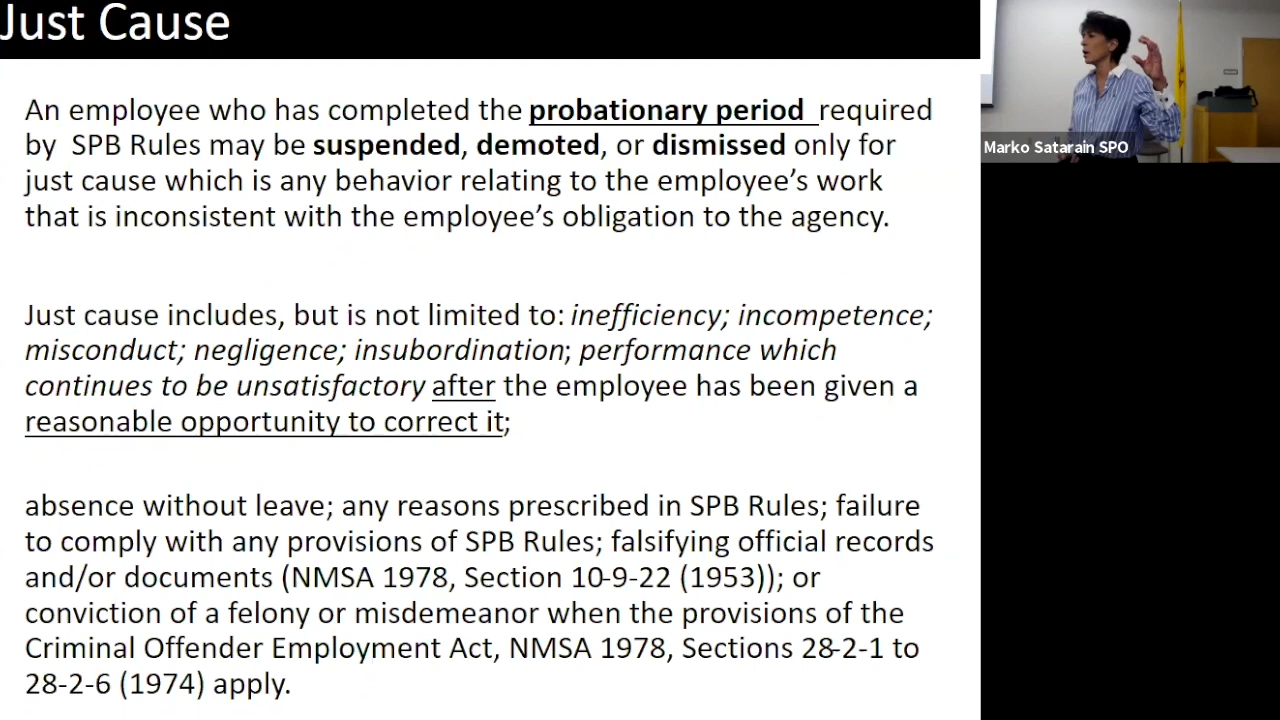 Just Cause
An employee who has completed the probationary period required
by SPB Rules may be suspended, demoted, or dismissed only for
just cause which is any behavior relating to the employee’s work
that is inconsistent with the employee’s obligation to the agency.
Just cause includes, but is not limited to: inefficiency; incompetence;
misconduct; negligence; insubordination; performance which
continues to be unsatisfactory after the employee has been given a
reasonable opportunity to correct it;
absence without leave; any reasons prescribed in SPB Rules; failure
to comply with any provisions of SPB Rules; falsifying official records
and/or documents (NMSA 1978, Section 10-9-22 (1953)); or
conviction of a felony or misdemeanor when the provisions of the
Criminal Offender Employment Act, NMSA 1978, Sections 28-2-1 to
28-2-6 (1974) apply.
Marko Satarain SPO